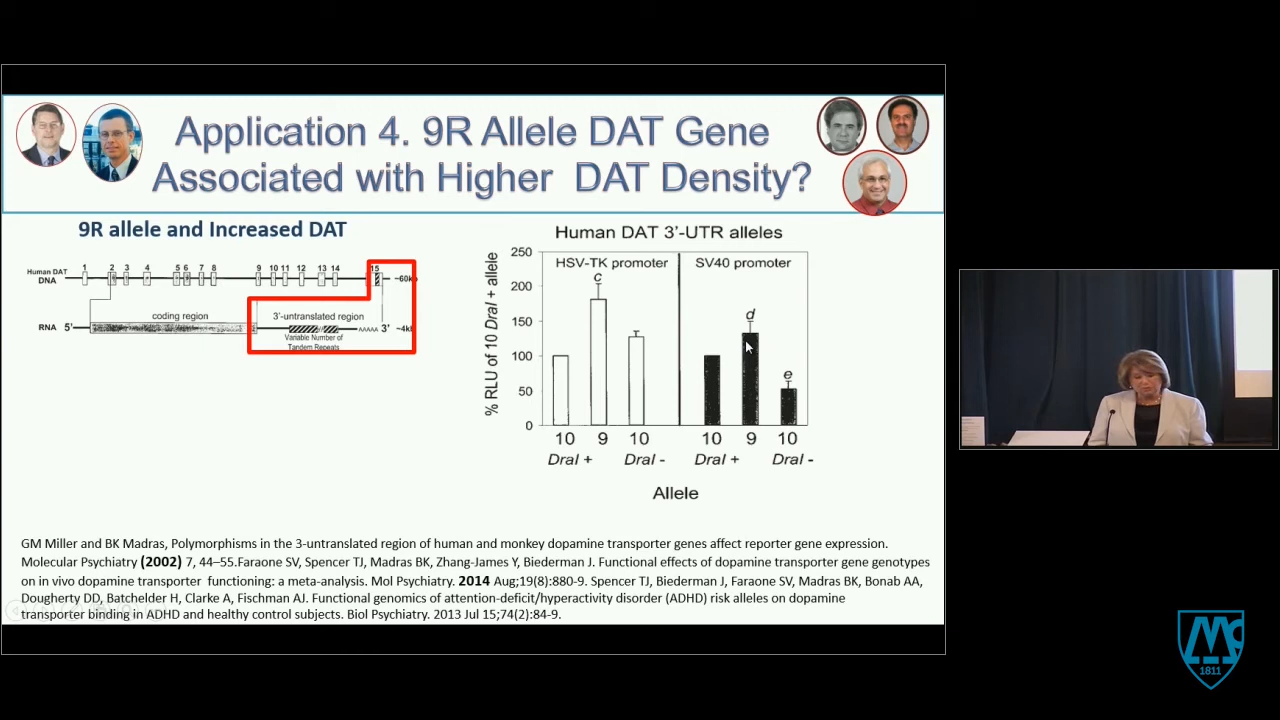 Application 4. 9R Allele DAT Gene
Associated with Higher DAT Density?
9R allele and Increased DAT
Human DAT
DNA
1 2 3 4 5 6 7 8 9 10 11 12 13 14 15
~60k
coding region
3'-untranslated region
RNA 5' AAAAA 3' ~4k
Variable Number of
Tandem Repeats
Human DAT 3'-UTR alleles
HSV-TK promoter SV40 promoter
% RLU of 10 DraI + allele
250
200
150
100
50
0
c
d
e
10 9 10 10 9 10
DraI + DraI - DraI + DraI -
Allele
GM Miller and BK Madras, Polymorphisms in the 3-untranslated region of human and monkey dopamine transporter genes affect reporter gene expression.
Molecular Psychiatry (2002) 7, 44–55.Faraone SV, Spencer TJ, Madras BK, Zhang-James Y, Biederman J. Functional effects of dopamine transporter gene genotypes
on in vivo dopamine transporter functioning: a meta-analysis. Mol Psychiatry. 2014 Aug;19(8):880-9. Spencer TJ, Biederman J, Faraone SV, Madras BK, Bonab AA,
Dougherty DD, Batchelder H, Clarke A, Fischman AJ. Functional genomics of attention-deficit/hyperactivity disorder (ADHD) risk alleles on dopamine
transporter binding in ADHD and healthy control subjects. Biol Psychiatry. 2013 Jul 15;74(2):84-9.
1811